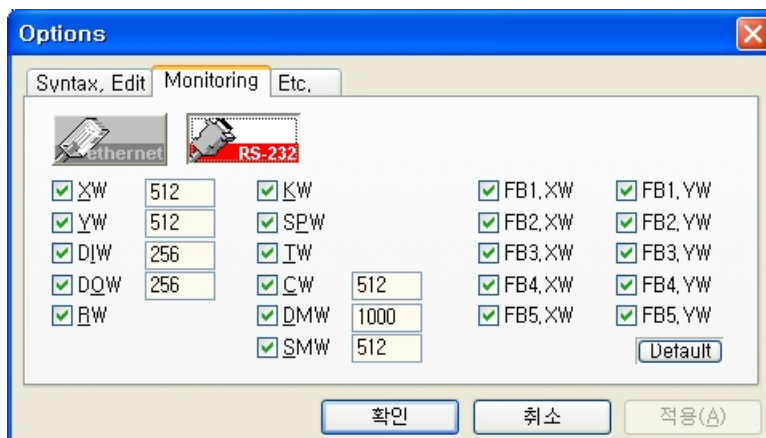 Options
Syntax, Edit Monitoring Etc,
ethernet RS-232
XW 512 KW FB1,XW FB1,YW
YW 512 SPW FB2,XW FB2,YW
DIW 256 TW FB3,XW FB3,YW
DOW 256 CW 512 FB4,XW FB4,YW
RW DMW 1000 FB5,XW FB5,YW
SMW 512 Default
확인 취소 적용(A)